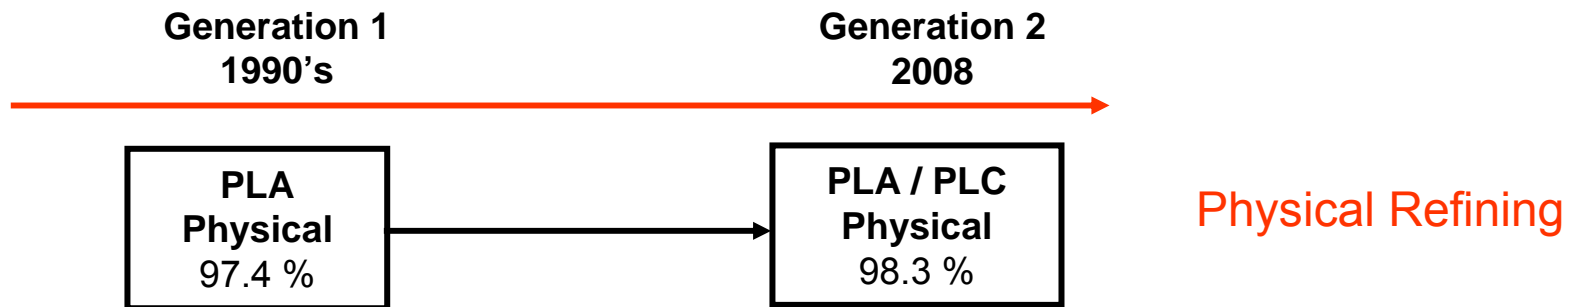 Generation 1
1990's
Generation 2
2008
PLA
Physical
97.4 %
PLA / PLC
Physical
98.3 %
Physical Refining